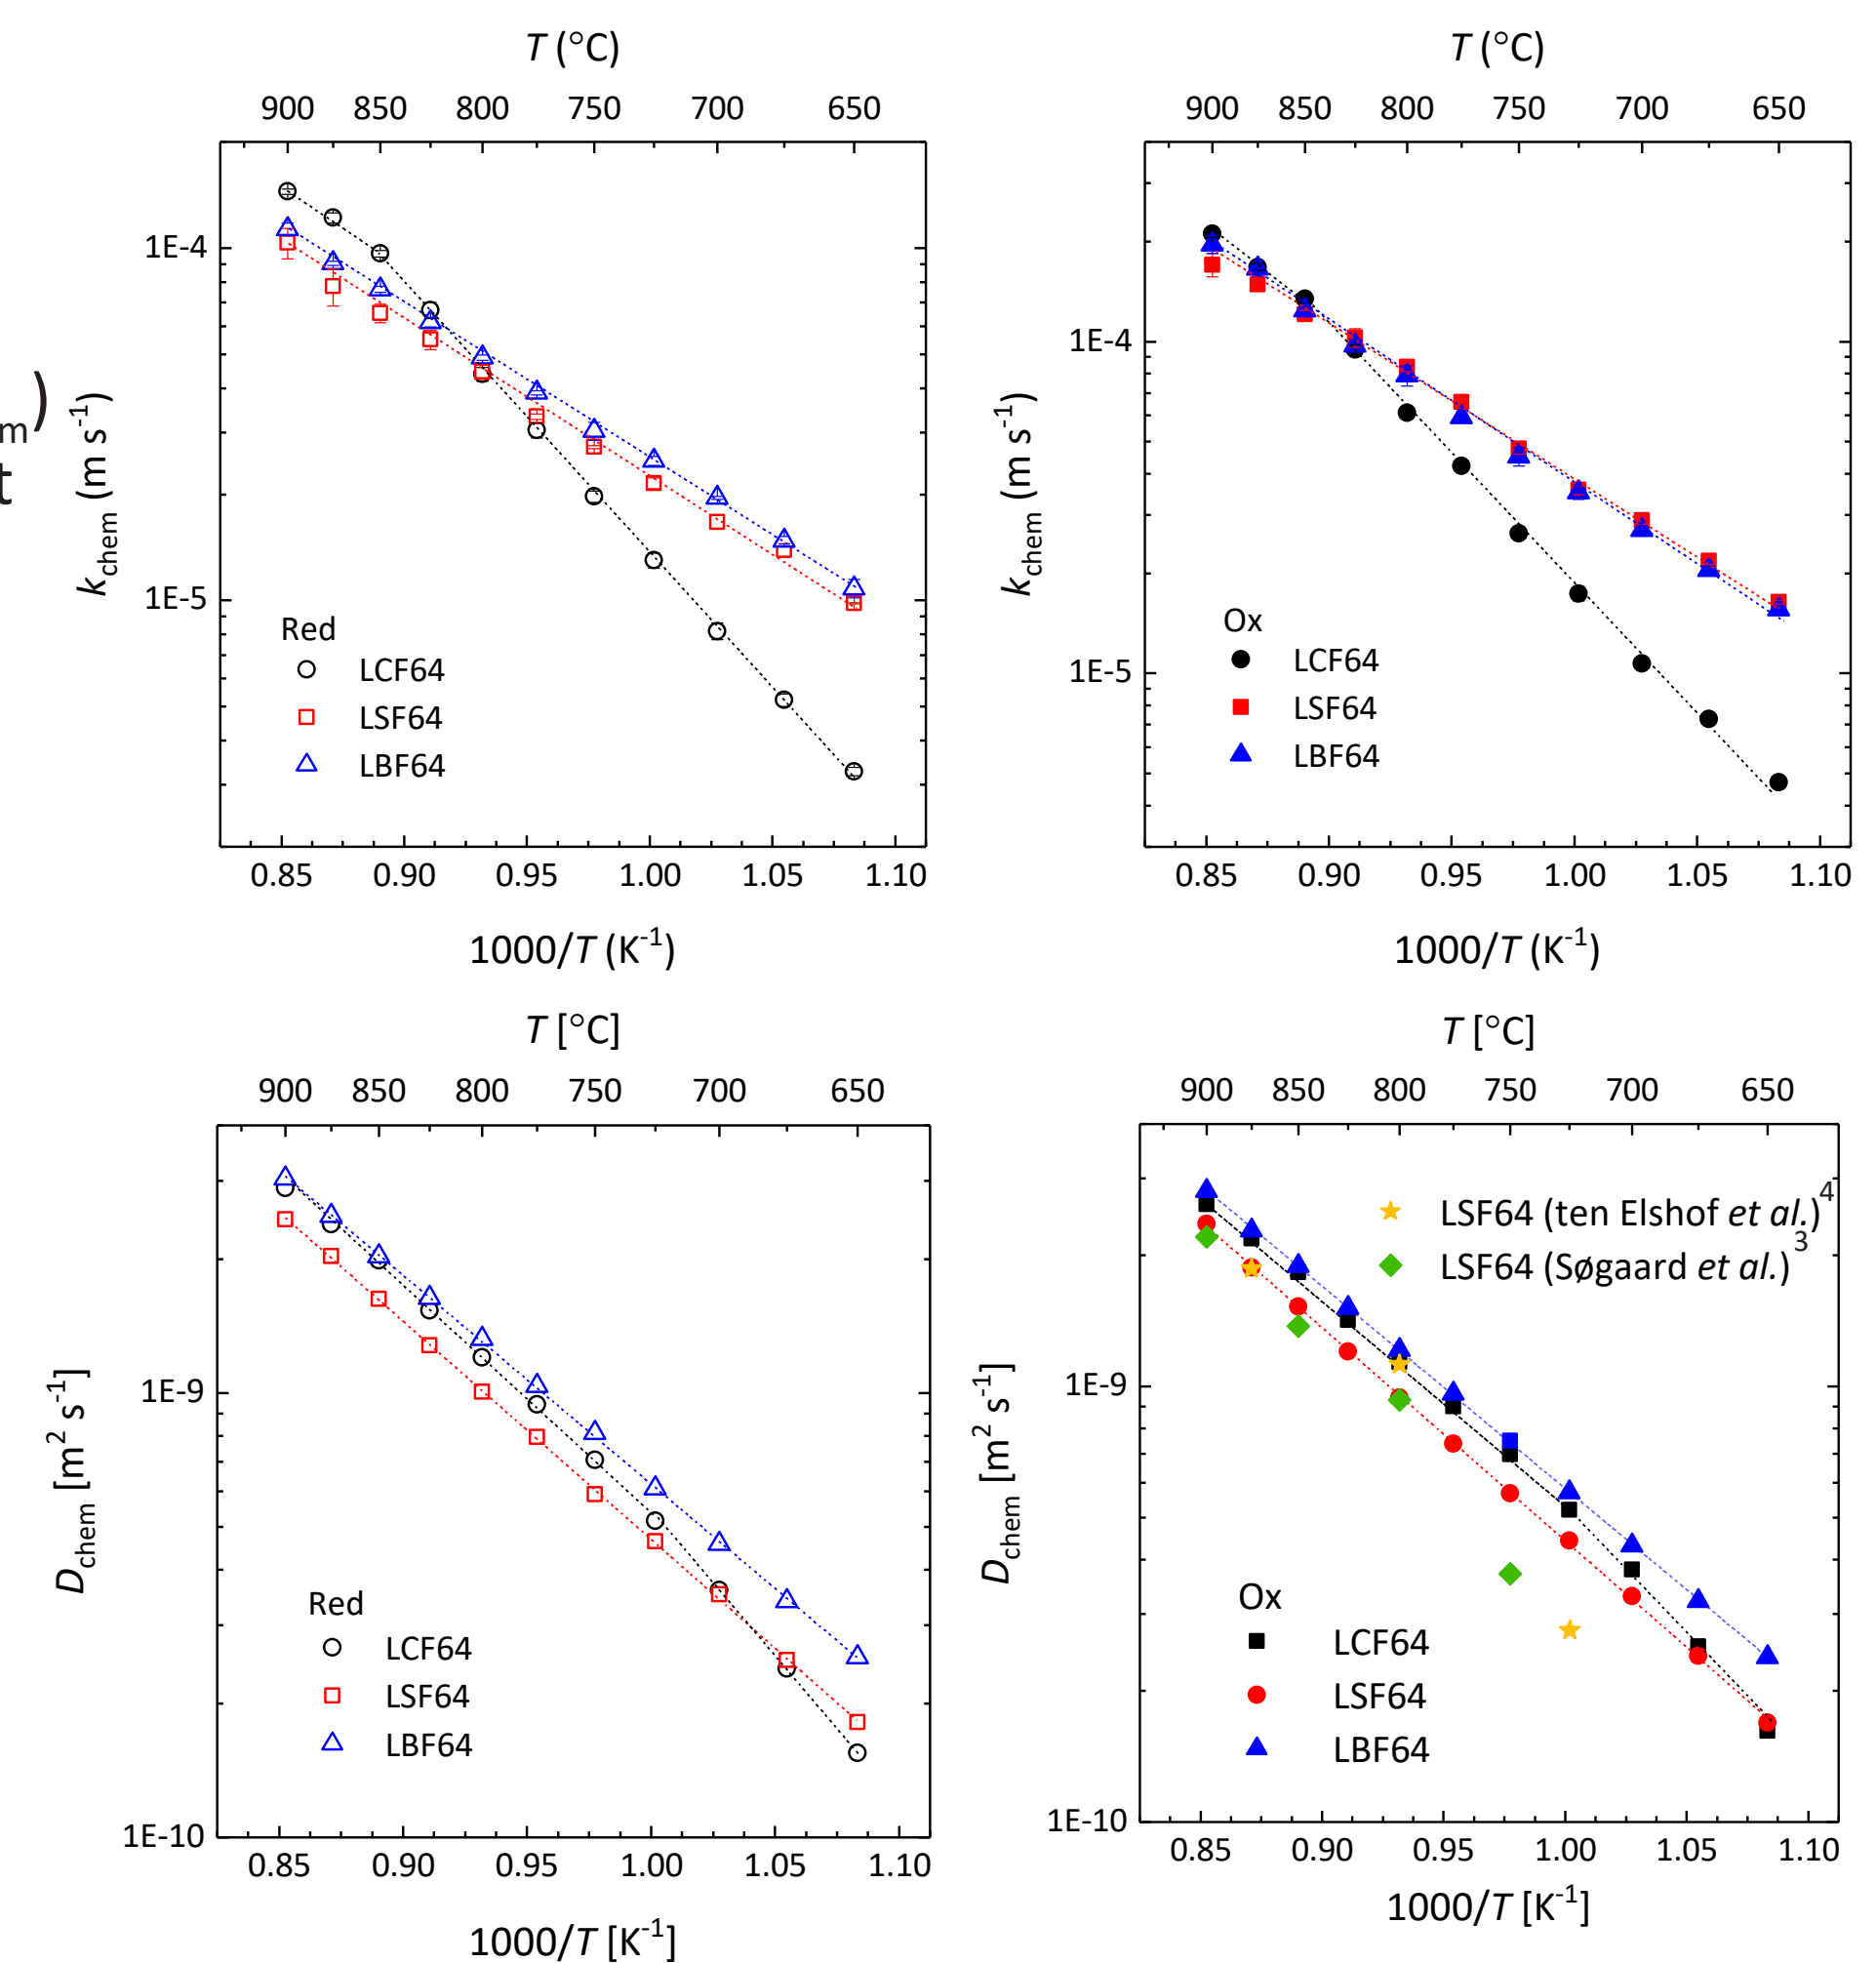 T (°C)
900 850 800 750 700 650
1E-4
1E-5
k_chem (m s^-1)
m)
t
Red
LCF64
LSF64
LBF64
0.85 0.90 0.95 1.00 1.05 1.10
1000/T (K^-1)
T (°C)
900 850 800 750 700 650
1E-4
1E-5
k_chem (m s^-1)
Ox
LCF64
LSF64
LBF64
0.85 0.90 0.95 1.00 1.05 1.10
1000/T (K^-1)
T [°C]
900 850 800 750 700 650
1E-9
1E-10
D_chem [m^2 s^-1]
Red
LCF64
LSF64
LBF64
0.85 0.90 0.95 1.00 1.05 1.10
1000/T [K^-1]
T [°C]
900 850 800 750 700 650
LSF64 (ten Elshof et al.)^4
LSF64 (Søgaard et al.)^3
1E-9
1E-10
D_chem [m^2 s^-1]
Ox
LCF64
LSF64
LBF64
0.85 0.90 0.95 1.00 1.05 1.10
1000/T [K^-1]